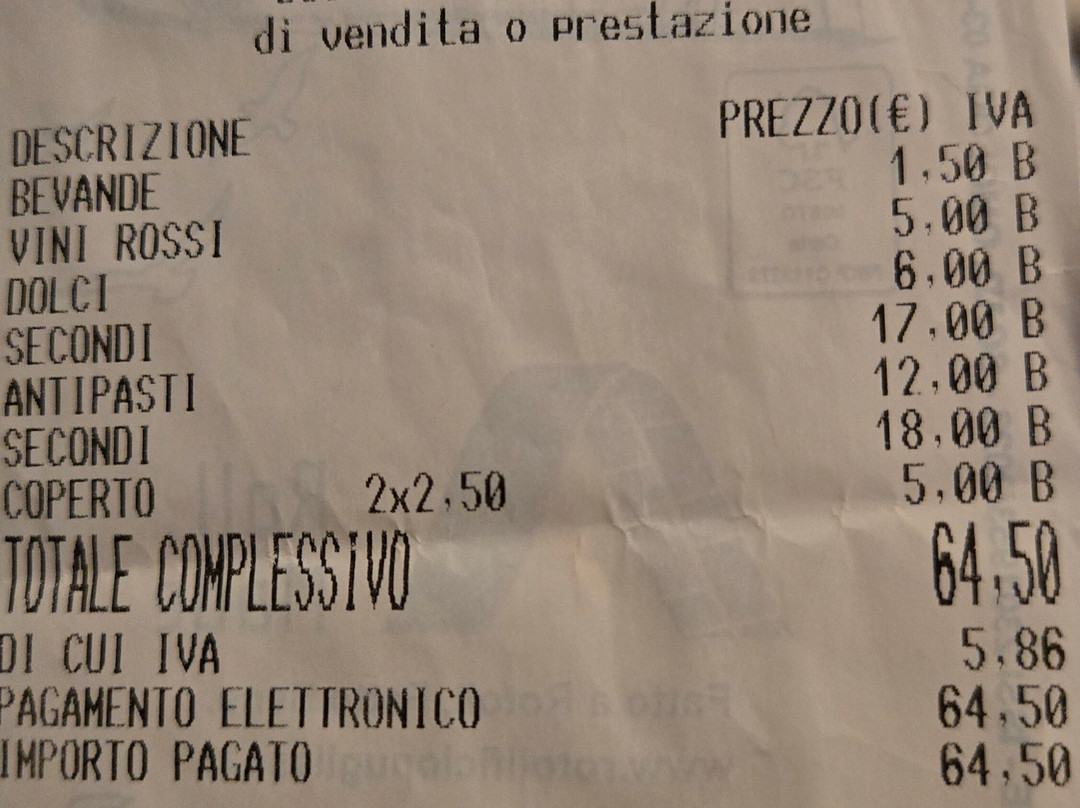 di vendita o prestazione
DESCRIZIONE PREZZO(€) IVA
BEVANDE 1,50 B
VINI ROSSI 5,00 B
DOLCI 6,00 B
SECONDI 17,00 B
ANTIPASTI 12,00 B
SECONDI 18,00 B
COPERTO 2x2,50 5,00 B
TOTALE COMPLESSIVO 64,50
DI CUI IVA 5,86
PAGAMENTO ELETTRONICO 64,50
IMPORTO PAGATO 64,50